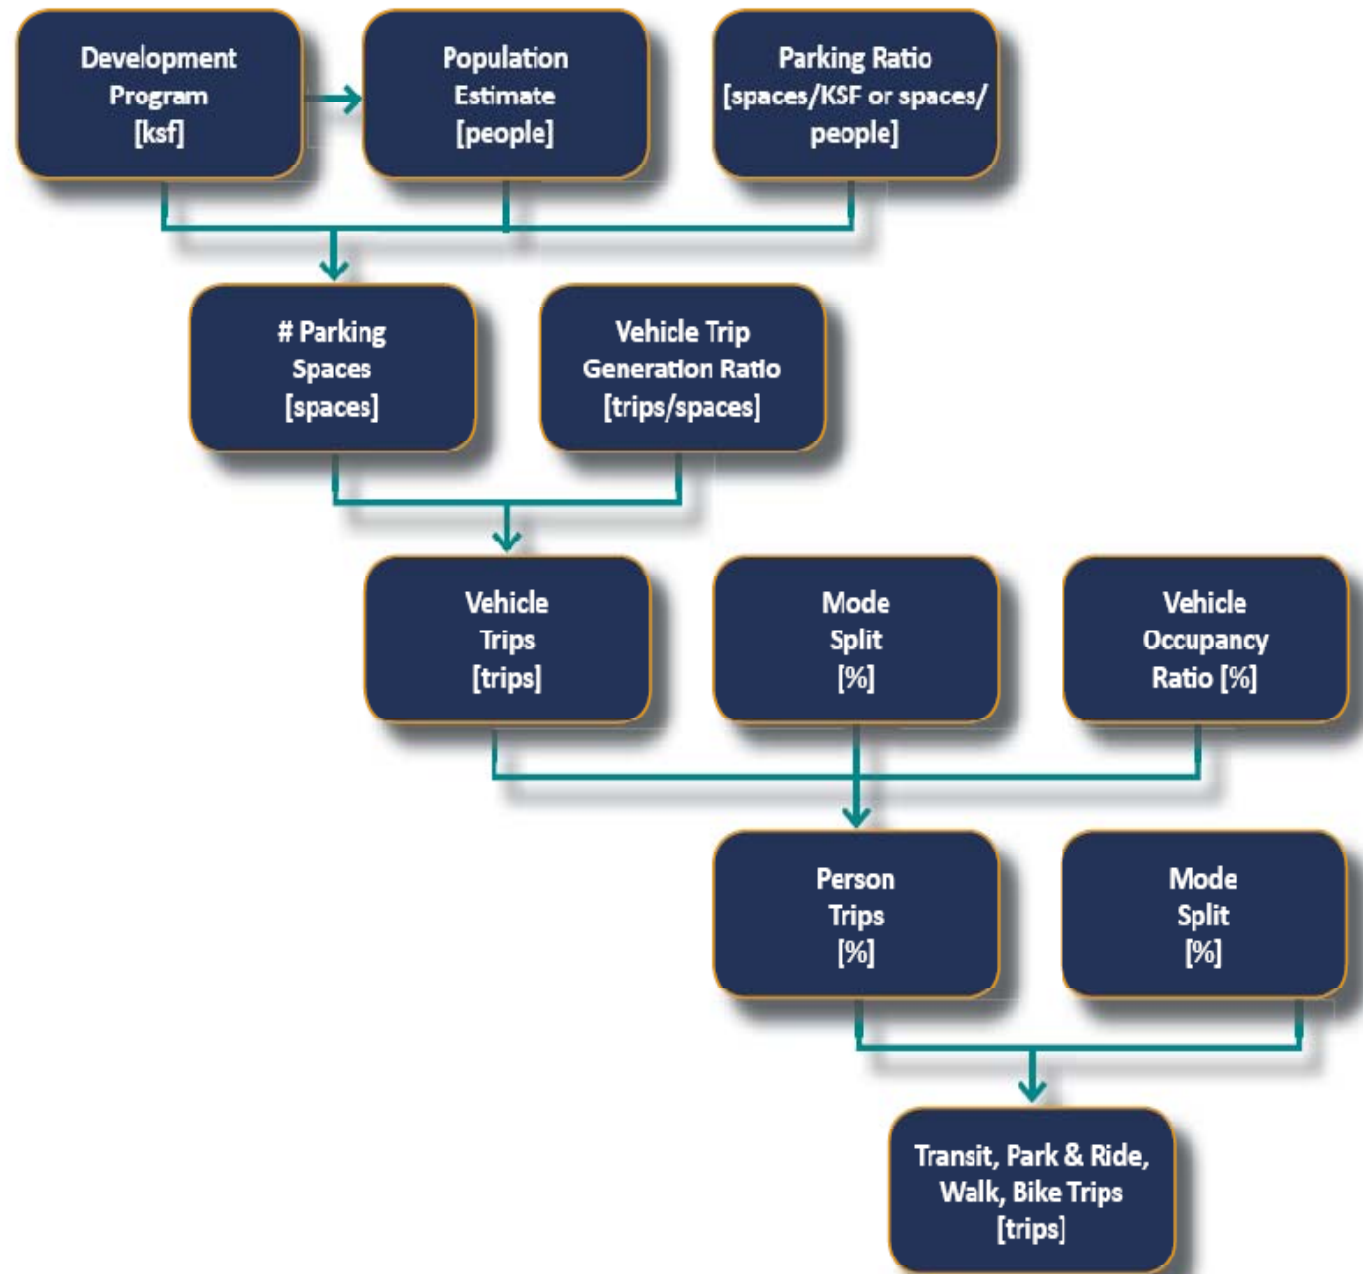 Development
Program
[ksf]
Population
Estimate
[people]
Parking Ratio
[spaces/KSF or spaces/
people]
# Parking
Spaces
[spaces]
Vehicle Trip
Generation Ratio
[trips/spaces]
Vehicle
Trips
[trips]
Mode
Split
[%]
Vehicle
Occupancy
Ratio [%]
Person
Trips
[%]
Mode
Split
[%]
Transit, Park & Ride,
Walk, Bike Trips
[trips]